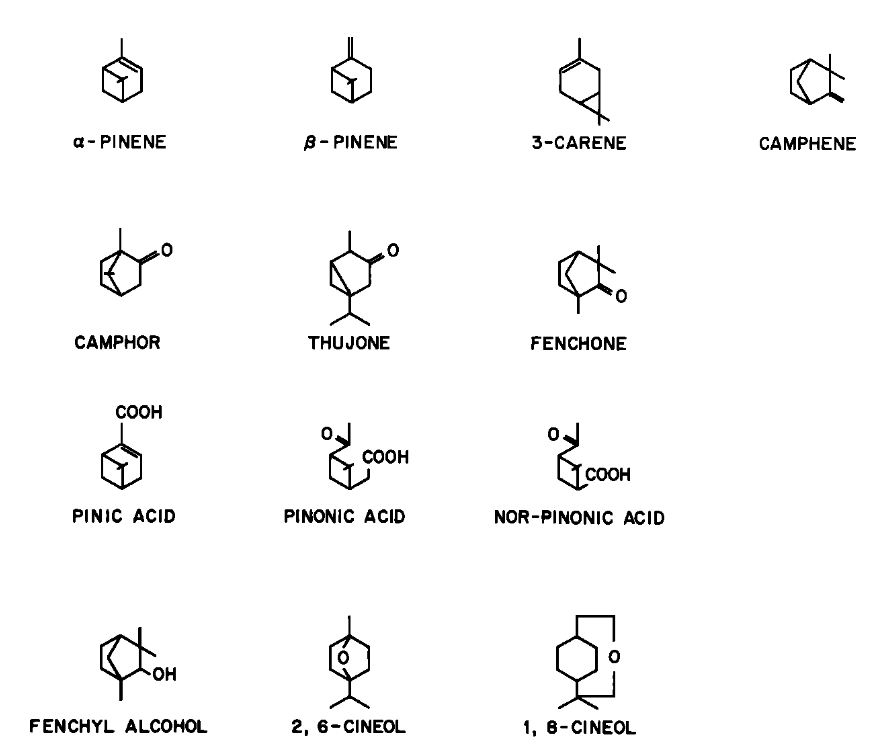 α-PINENE
β-PINENE
3-CARENE
CAMPHENE
O
O
O
CAMPHOR
THUJONE
FENCHONE
COOH
O
COOH
O
COOH
PINIC ACID
PINONIC ACID
NOR-PINONIC ACID
OH
O
O
FENCHYL ALCOHOL
2, 6-CINEOL
1, 8-CINEOL